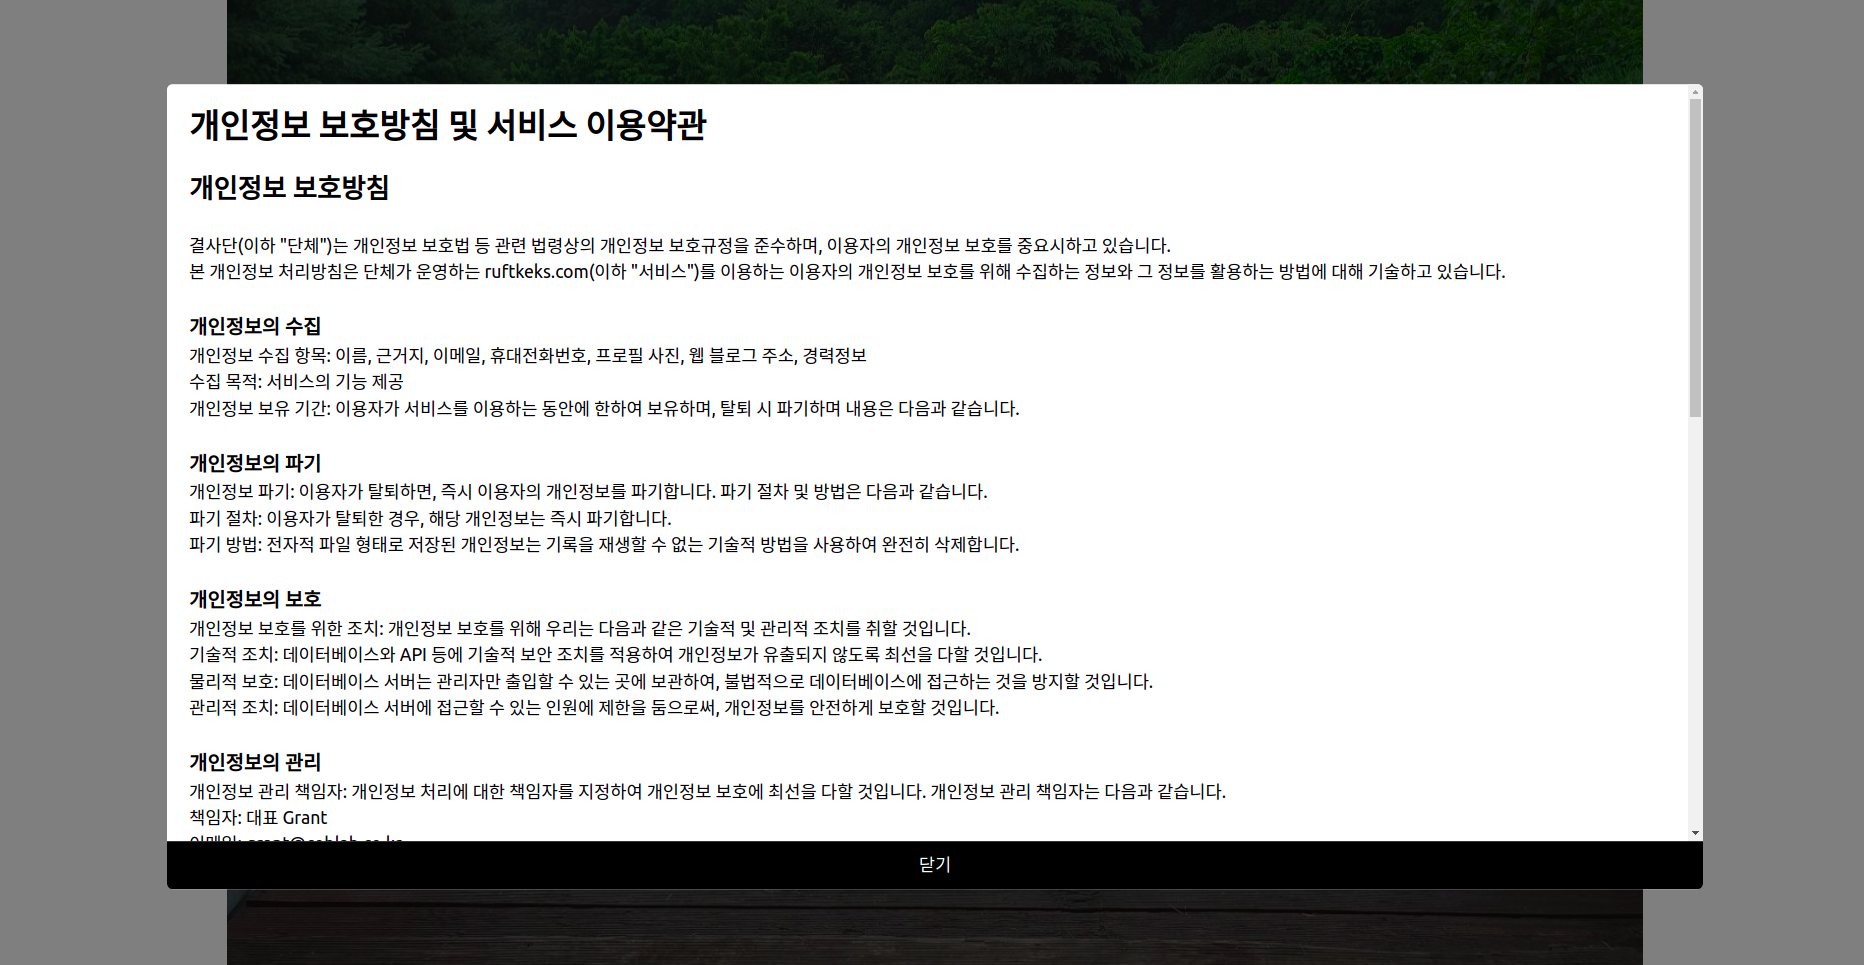 개인정보 보호방침 및 서비스 이용약관
개인정보 보호방침
결사단(이하 "단체")는 개인정보 보호법 등 관련 법령상의 개인정보 보호규정을 준수하며, 이용자의 개인정보 보호를 중요시하고 있습니다.
본 개인정보 처리방침은 단체가 운영하는 ruftkeks.com(이하 "서비스")를 이용하는 이용자의 개인정보 보호를 위해 수집하는 정보와 그 정보를 활용하는 방법에 대해 기술하고 있습니다.
개인정보의 수집
개인정보 수집 항목: 이름, 근거지, 이메일, 휴대전화번호, 프로필 사진, 웹 블로그 주소, 경력정보
수집 목적: 서비스의 기능 제공
개인정보 보유 기간: 이용자가 서비스를 이용하는 동안에 한하여 보유하며, 탈퇴 시 파기하며 내용은 다음과 같습니다.
개인정보의 파기
개인정보 파기: 이용자가 탈퇴하면, 즉시 이용자의 개인정보를 파기합니다. 파기 절차 및 방법은 다음과 같습니다.
파기 절차: 이용자가 탈퇴한 경우, 해당 개인정보는 즉시 파기합니다.
파기 방법: 전자적 파일 형태로 저장된 개인정보는 기록을 재생할 수 없는 기술적 방법을 사용하여 완전히 삭제합니다.
개인정보의 보호
개인정보 보호를 위한 조치: 개인정보 보호를 위해 우리는 다음과 같은 기술적 및 관리적 조치를 취할 것입니다.
기술적 조치: 데이터베이스와 API 등에 기술적 보안 조치를 적용하여 개인정보가 유출되지 않도록 최선을 다할 것입니다.
물리적 보호: 데이터베이스 서버는 관리자만 출입할 수 있는 곳에 보관하여, 불법적으로 데이터베이스에 접근하는 것을 방지할 것입니다.
관리적 조치: 데이터베이스 서버에 접근할 수 있는 인원에 제한을 둠으로써, 개인정보를 안전하게 보호할 것입니다.
개인정보의 관리
개인정보 관리 책임자: 개인정보 처리에 대한 책임자를 지정하여 개인정보 보호에 최선을 다할 것입니다. 개인정보 관리 책임자는 다음과 같습니다.
책임자: 대표 Grant
닫기